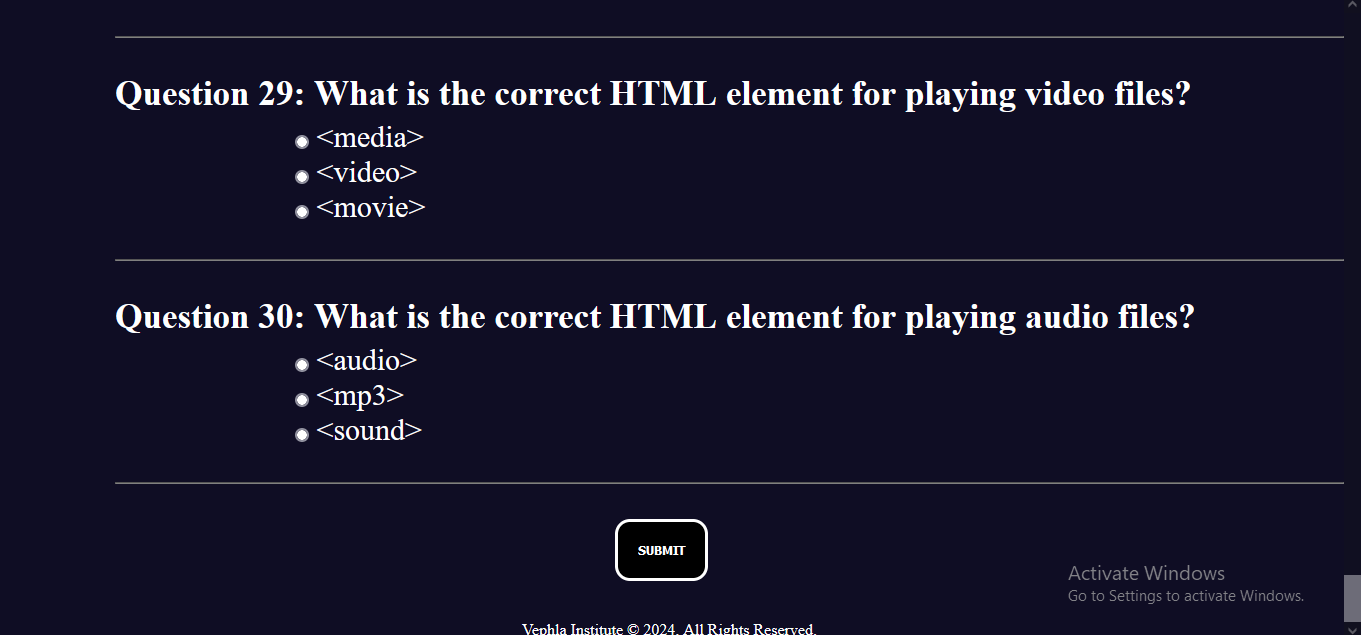 Question 29: What is the correct HTML element for playing video files?
<media>
<video>
<movie>
Question 30: What is the correct HTML element for playing audio files?
<audio>
<mp3>
<sound>
SUBMIT
Activate Windows
Go to Settings to activate Windows.
Vephla Institute © 2024. All Rights Reserved.